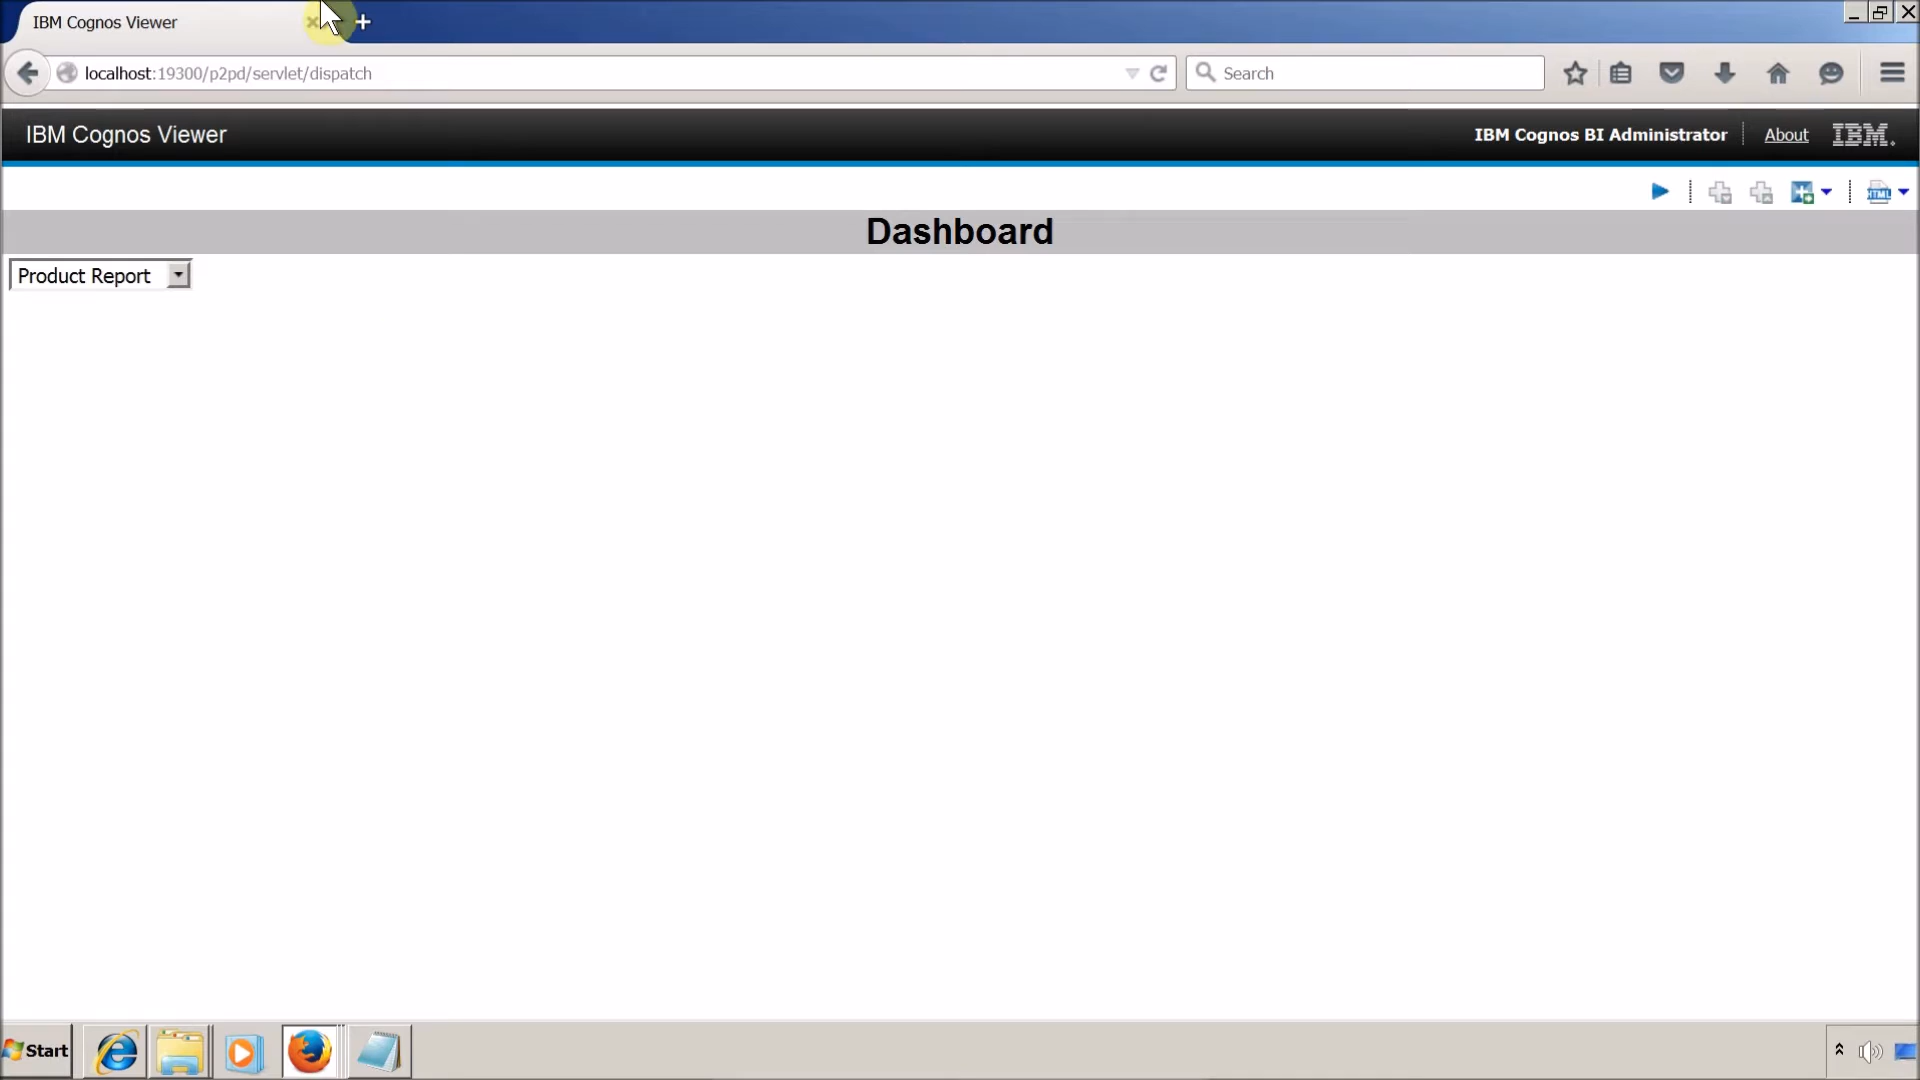 IBM Cognos Viewer
localhost:19300/p2pd/servlet/dispatch
Search
IBM Cognos Viewer
IBM Cognos BI Administrator
About
IBM.
HTML
Dashboard
Product Report
Start